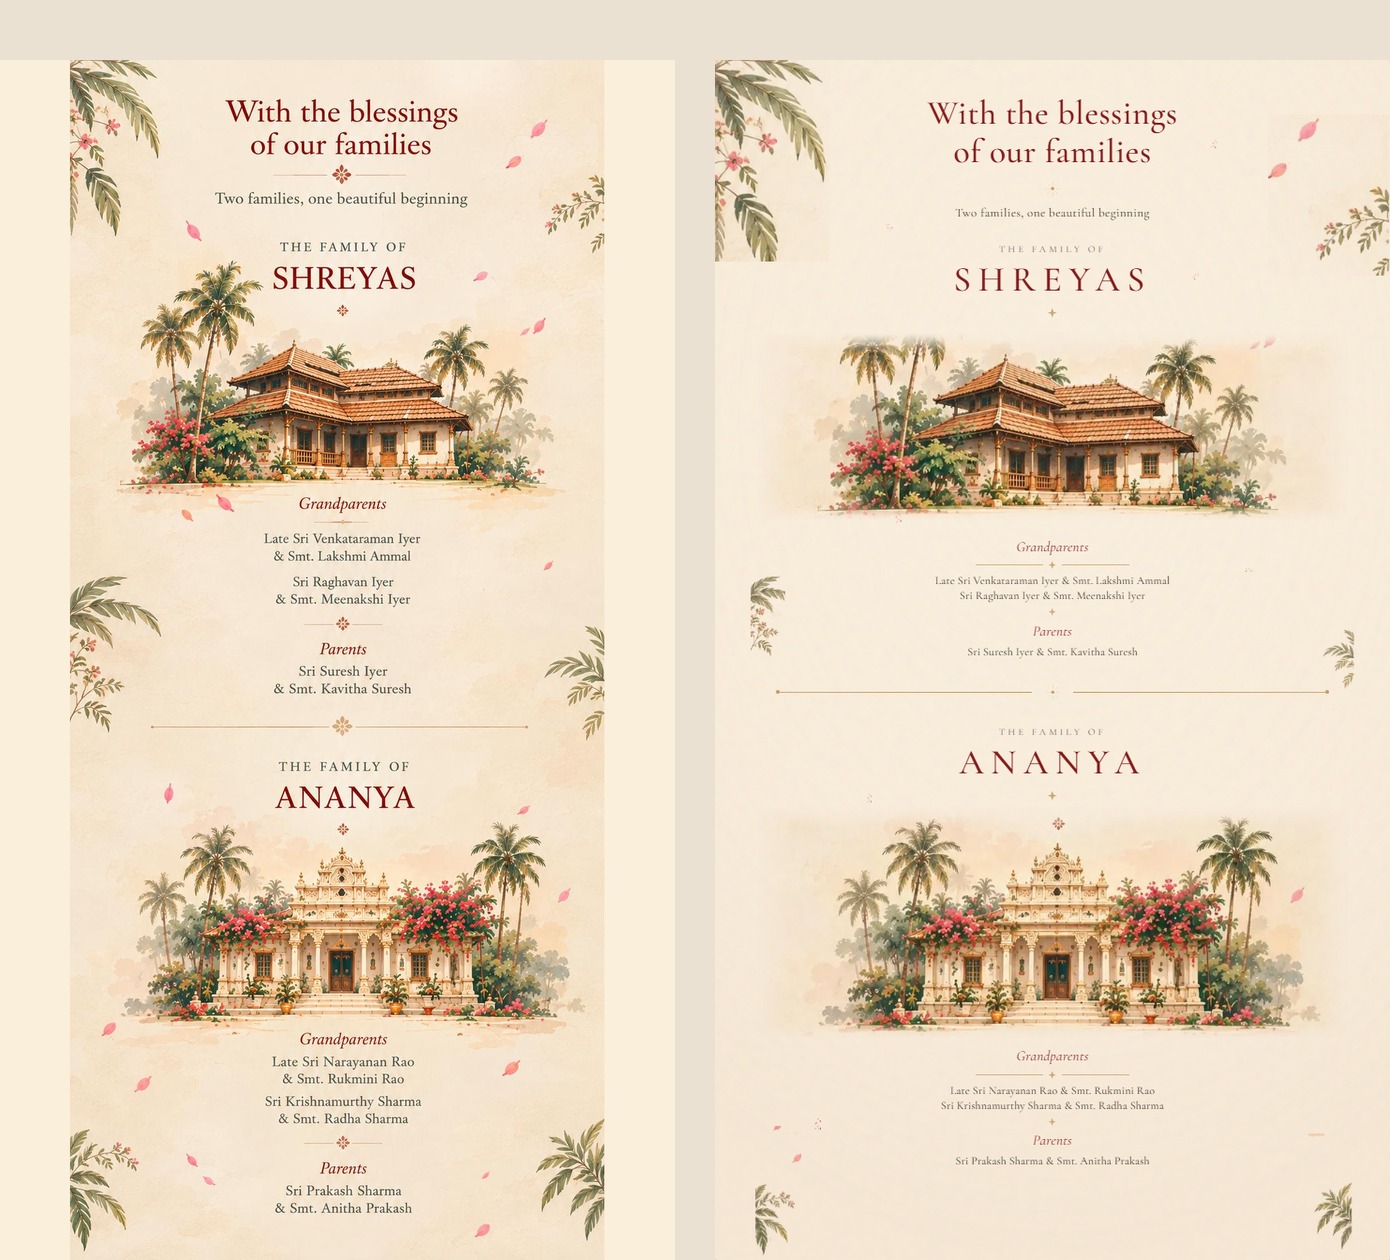 With the blessings
of our families
Two families, one beautiful beginning
THE FAMILY OF
SHREYAS
Grandparents
Late Sri Venkataraman Iyer
& Smt. Lakshmi Ammal
Sri Raghavan Iyer
& Smt. Meenakshi Iyer
Parents
Sri Suresh Iyer
& Smt. Kavitha Suresh
THE FAMILY OF
ANANYA
Grandparents
Late Sri Narayanan Rao
& Smt. Rukmini Rao
Sri Krishnamurthy Sharma
& Smt. Radha Sharma
Parents
Sri Prakash Sharma
& Smt. Anitha Prakash
With the blessings
of our families
Two families, one beautiful beginning
THE FAMILY OF
SHREYAS
Grandparents
Late Sri Venkataraman Iyer & Smt. Lakshmi Ammal
Sri Raghavan Iyer & Smt. Meenakshi Iyer
Parents
Sri Suresh Iyer & Smt. Kavitha Suresh
THE FAMILY OF
ANANYA
Grandparents
Late Sri Narayanan Rao & Smt. Rukmini Rao
Sri Krishnamurthy Sharma & Smt. Radha Sharma
Parents
Sri Prakash Sharma & Smt. Anitha Prakash